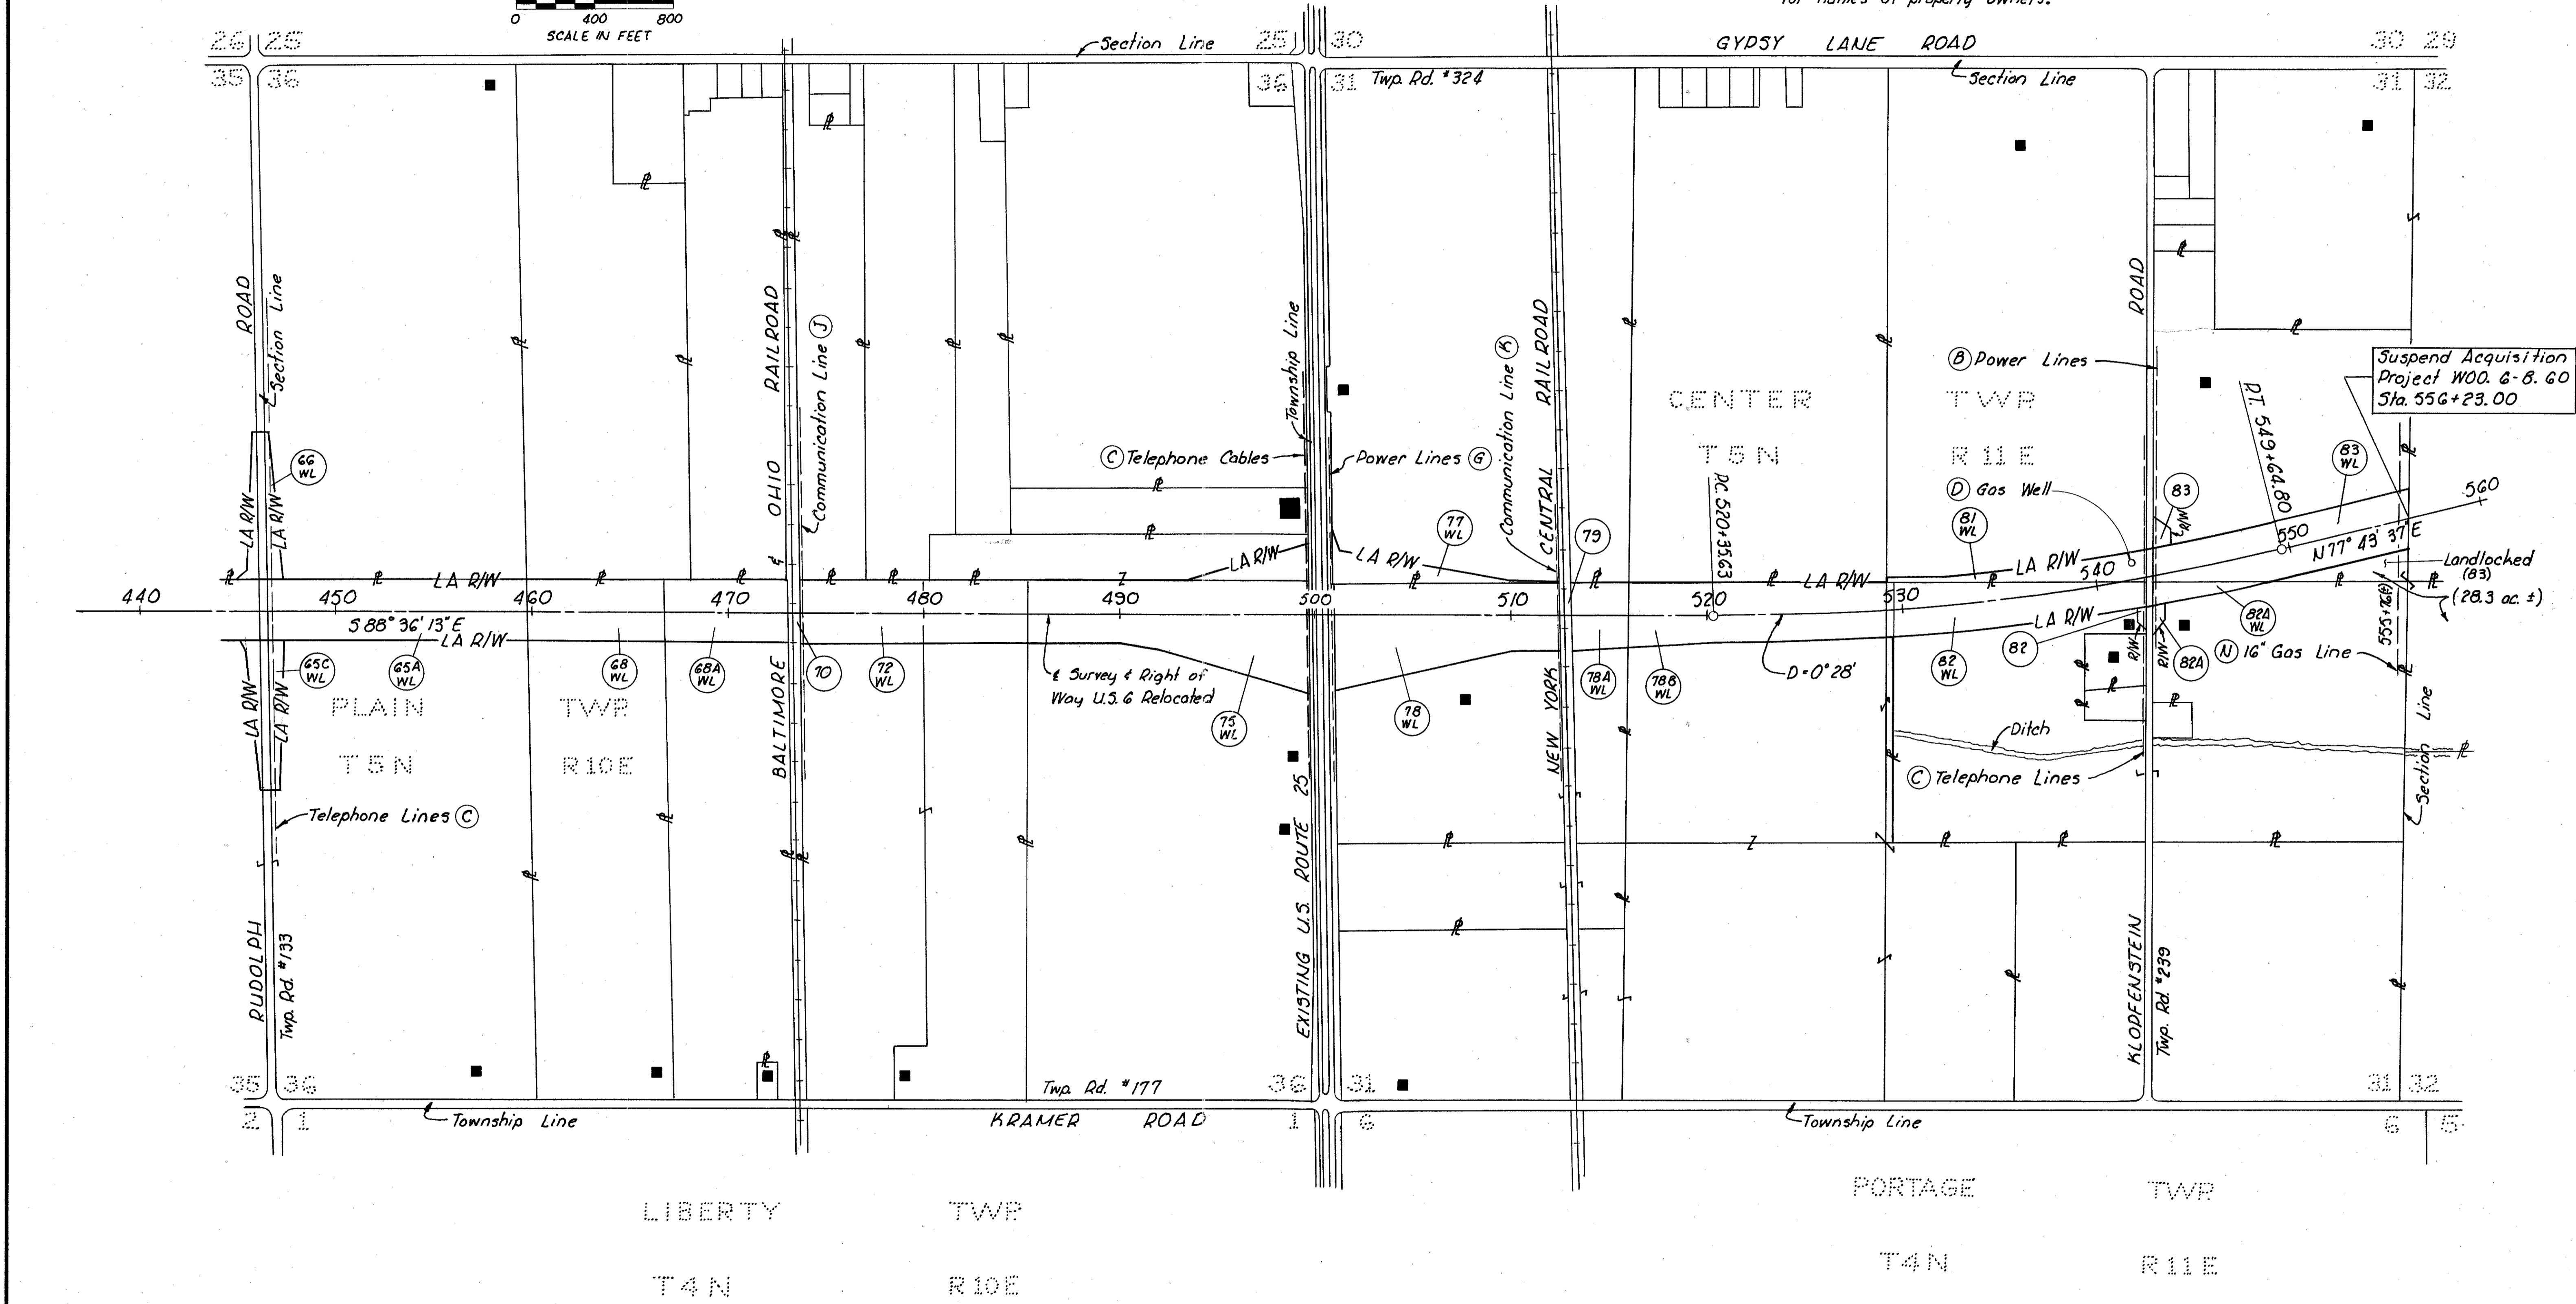 for names of property owners.
0 400 800
SCALE IN FEET
26 25
Section Line
25 30
GYPSY LANE ROAD
30 29
35 36
36 31
Twp. Rd. #324
Section Line
31 32
ROAD
Section Line
RAILROAD
OHIO
&
BALTIMORE
Communication Line J
Township Line
C Telephone Cables
Power Lines G
Communication Line K
RAILROAD
CENTRAL
NEW YORK
CENTER TWP.
T5N R11E
B Power Lines
ROAD
D Gas Well
P.T. 549+64.80
P.C. 520+35.63
Suspend Acquisition
Project WOO. 6-8.60
Sta. 556+23.00
66 WL
77 WL
79
81 WL
83
R/W
83 WL
LA R/W
LA R/W
LA R/W
LA R/W
LA R/W
LA R/W
LA R/W
440 450 460 470 480 490 500 510 520 530 540 550 560
N77° 43' 37" E
Landlocked
(83)
(28.3 ac. ±)
555+76(±)
S 88° 36' 13" E
LA R/W
LA R/W
LA R/W
LA R/W
65C WL
65A WL
68 WL
68A WL
70
72 WL
75 WL
78 WL
78A WL
78B WL
82 WL
82
R/W
R/W
82A
82A WL
N 16" Gas Line
℄ Survey & Right of
Way U.S. 6 Relocated
D=0° 28'
PLAIN TWP.
T5N R10E
Ditch
C Telephone Lines
Telephone Lines C
Section Line
EXISTING U.S. ROUTE 25
RUDOLPH
Twp. Rd. #133
KLOPFENSTEIN
Twp. Rd. #239
35 36
Twp. Rd. #177
36 31
31 32
2 1
Township Line
KRAMER ROAD
1 6
Township Line
6 5
LIBERTY TWP.
T4N R10E
PORTAGE TWP.
T4N R11E